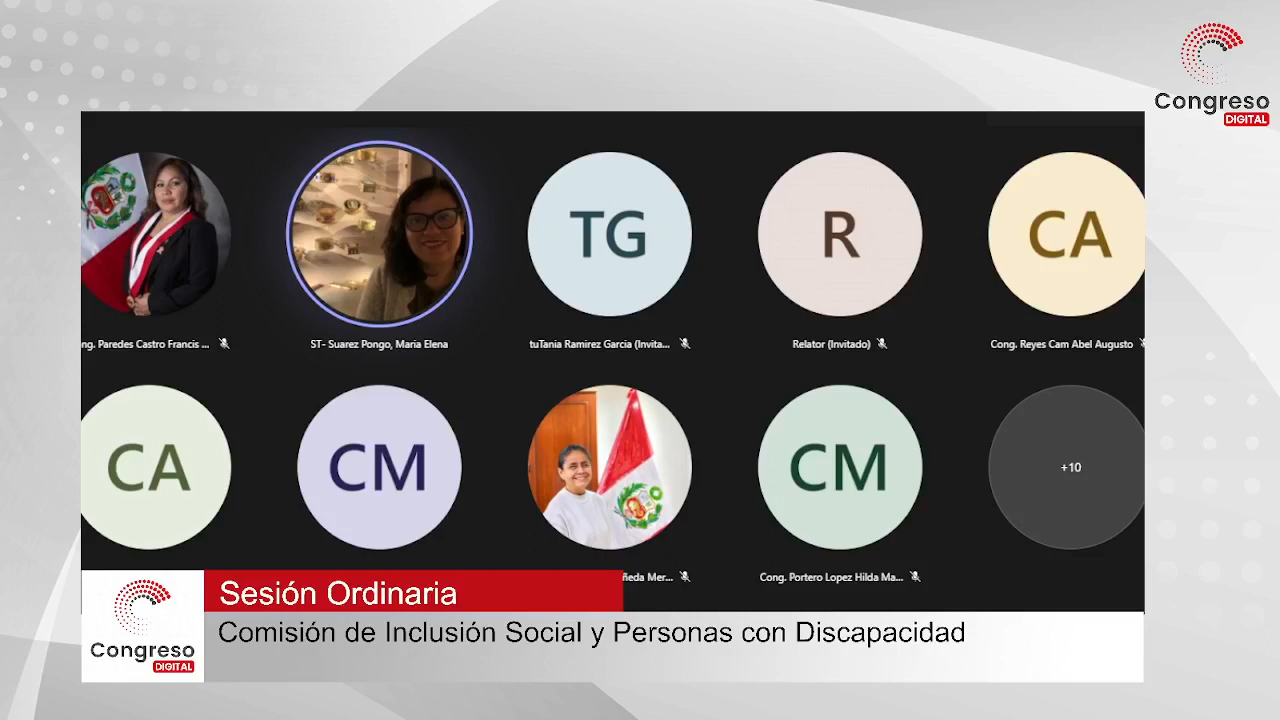 Congreso
DIGITAL
TG
R
CA
ng. Paredes Castro Francis ...
ST- Suarez Pongo, Maria Elena
tuTania Ramirez Garcia (Invita...
Relator (Invitado)
Cong. Reyes Cam Abel Augusto
CA
CM
CM
+10
ñeda Mer...
Cong. Portero Lopez Hilda Ma...
Sesión Ordinaria
Comisión de Inclusión Social y Personas con Discapacidad
Congreso
DIGITAL